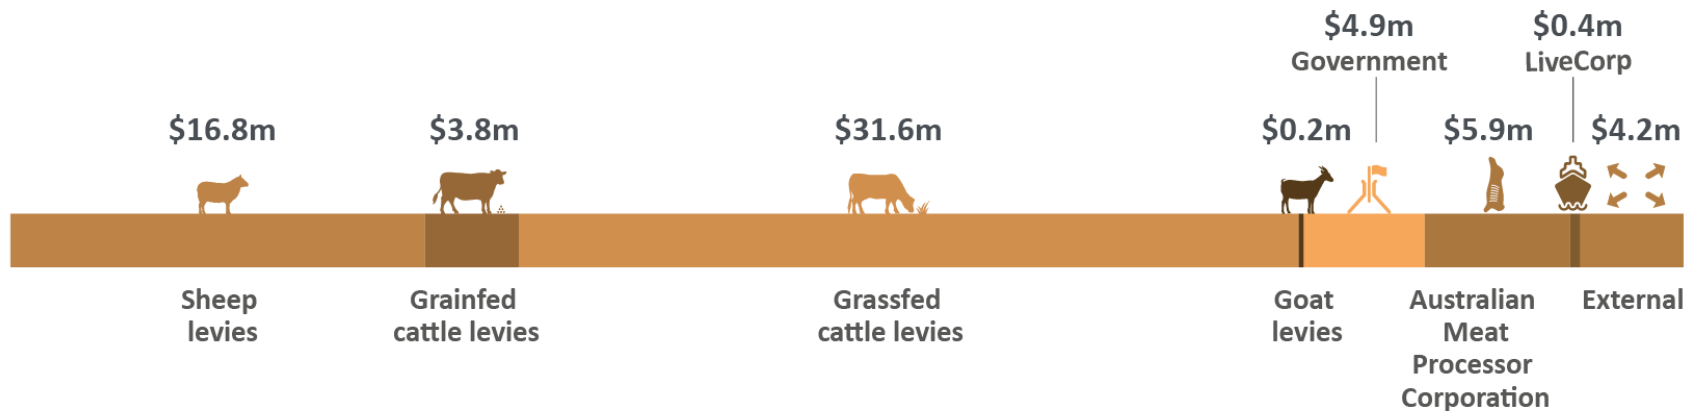 $4.9m
Government
$0.4m
LiveCorp
$16.8m
$3.8m
$31.6m
$0.2m
$5.9m
$4.2m
Sheep
levies
Grainfed
cattle levies
Grassfed
cattle levies
Goat
levies
Australian
Meat
Processor
Corporation
External